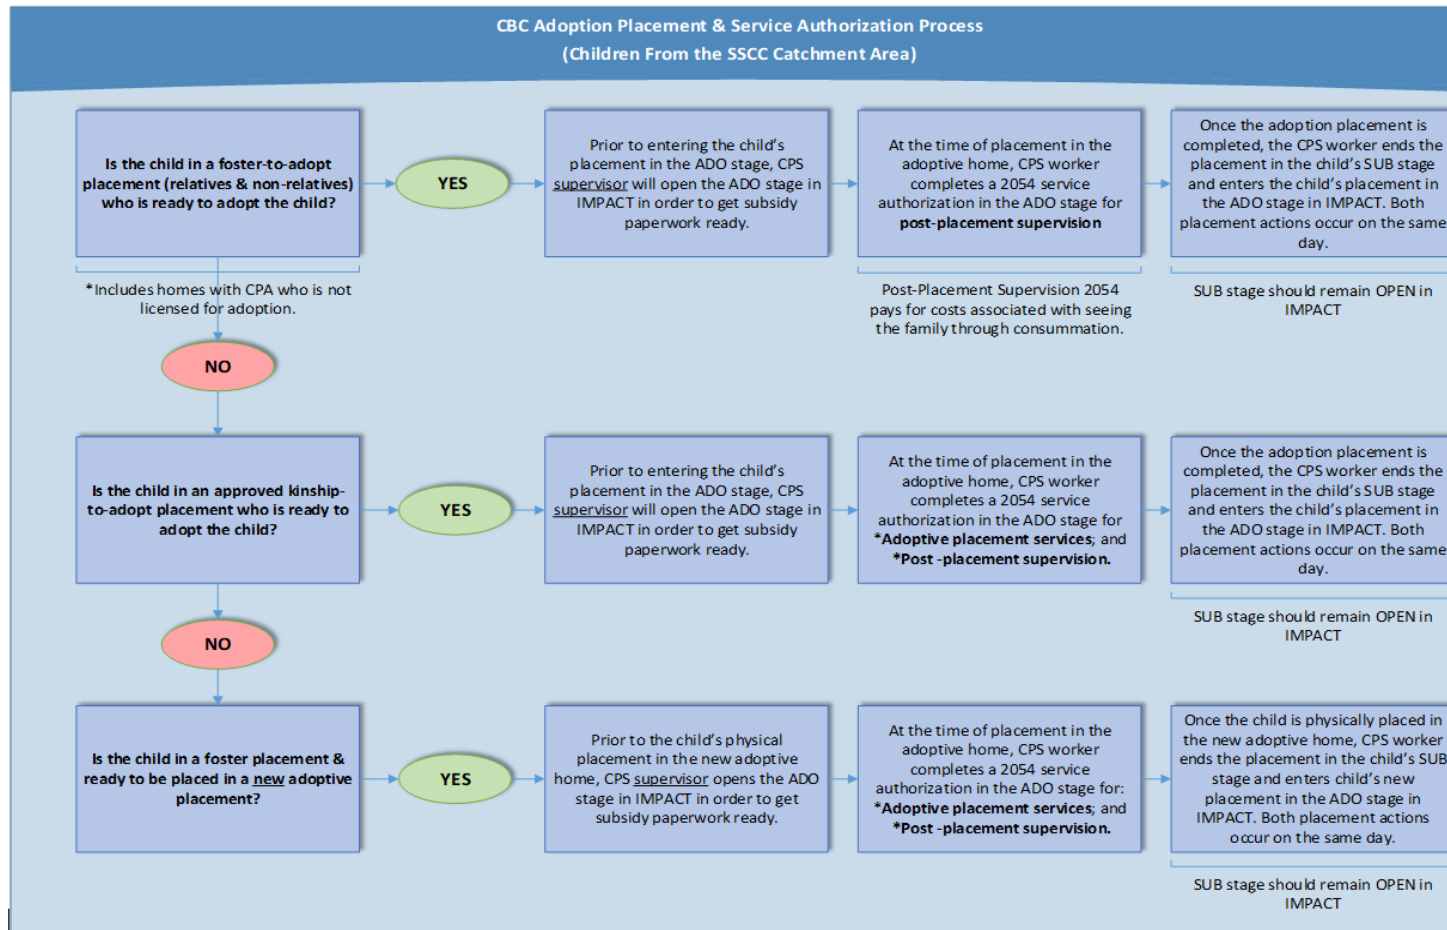 CBC Adoption Placement & Service Authorization Process
(Children From the SSCC Catchment Area)
Is the child in a foster-to-adopt
placement (relatives & non-relatives)
who is ready to adopt the child?
YES
Prior to entering the child's
placement in the ADO stage, CPS
supervisor will open the ADO stage in
IMPACT in order to get subsidy
paperwork ready.
At the time of placement in the
adoptive home, CPS worker
completes a 2054 service
authorization in the ADO stage for
post-placement supervision
Once the adoption placement is
completed, the CPS worker ends the
placement in the child's SUB stage
and enters the child's placement in
the ADO stage in IMPACT. Both
placement actions occur on the same
day.
*Includes homes with CPA who is not
licensed for adoption.
Post-Placement Supervision 2054
pays for costs associated with seeing
the family through consummation.
SUB stage should remain OPEN in
IMPACT
NO
Is the child in an approved kinship-
to-adopt placement who is ready to
adopt the child?
YES
Prior to entering the child's
placement in the ADO stage, CPS
supervisor will open the ADO stage in
IMPACT in order to get subsidy
paperwork ready.
At the time of placement in the
adoptive home, CPS worker
completes a 2054 service
authorization in the ADO stage for
*Adoptive placement services; and
*Post -placement supervision.
Once the adoption placement is
completed, the CPS worker ends the
placement in the child's SUB stage
and enters the child's placement in
the ADO stage in IMPACT. Both
placement actions occur on the same
day.
SUB stage should remain OPEN in
IMPACT
NO
Is the child in a foster placement &
ready to be placed in a new adoptive
placement?
YES
Prior to the child's physical
placement in the new adoptive
home, CPS supervisor opens the ADO
stage in IMPACT in order to get
subsidy paperwork ready.
At the time of placement in the
adoptive home, CPS worker
completes a 2054 service
authorization in the ADO stage for:
*Adoptive placement services; and
*Post -placement supervision.
Once the child is physically placed in
the new adoptive home, CPS worker
ends the placement in the child's SUB
stage and enters child's new
placement in the ADO stage in
IMPACT. Both placement actions
occur on the same day.
SUB stage should remain OPEN in
IMPACT